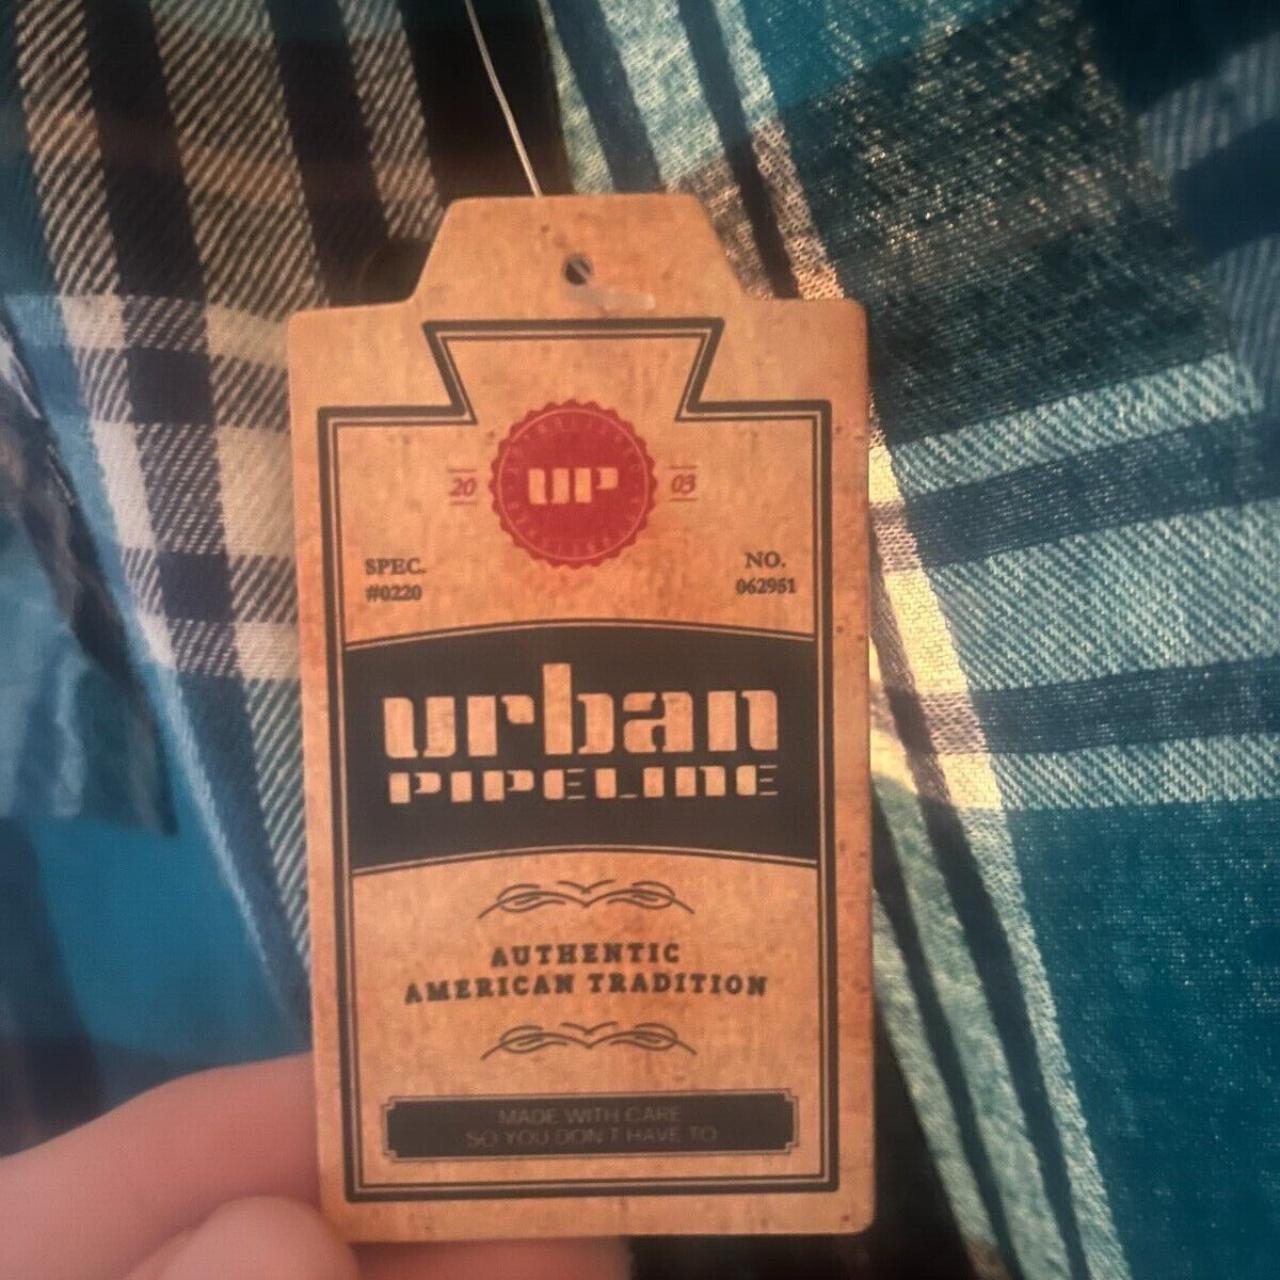 UP
20 03
SPEC. NO.
#0220 062951
urban
PIPELINE
AUTHENTIC
AMERICAN TRADITION
MADE WITH CARE
SO YOU DON'T HAVE TO